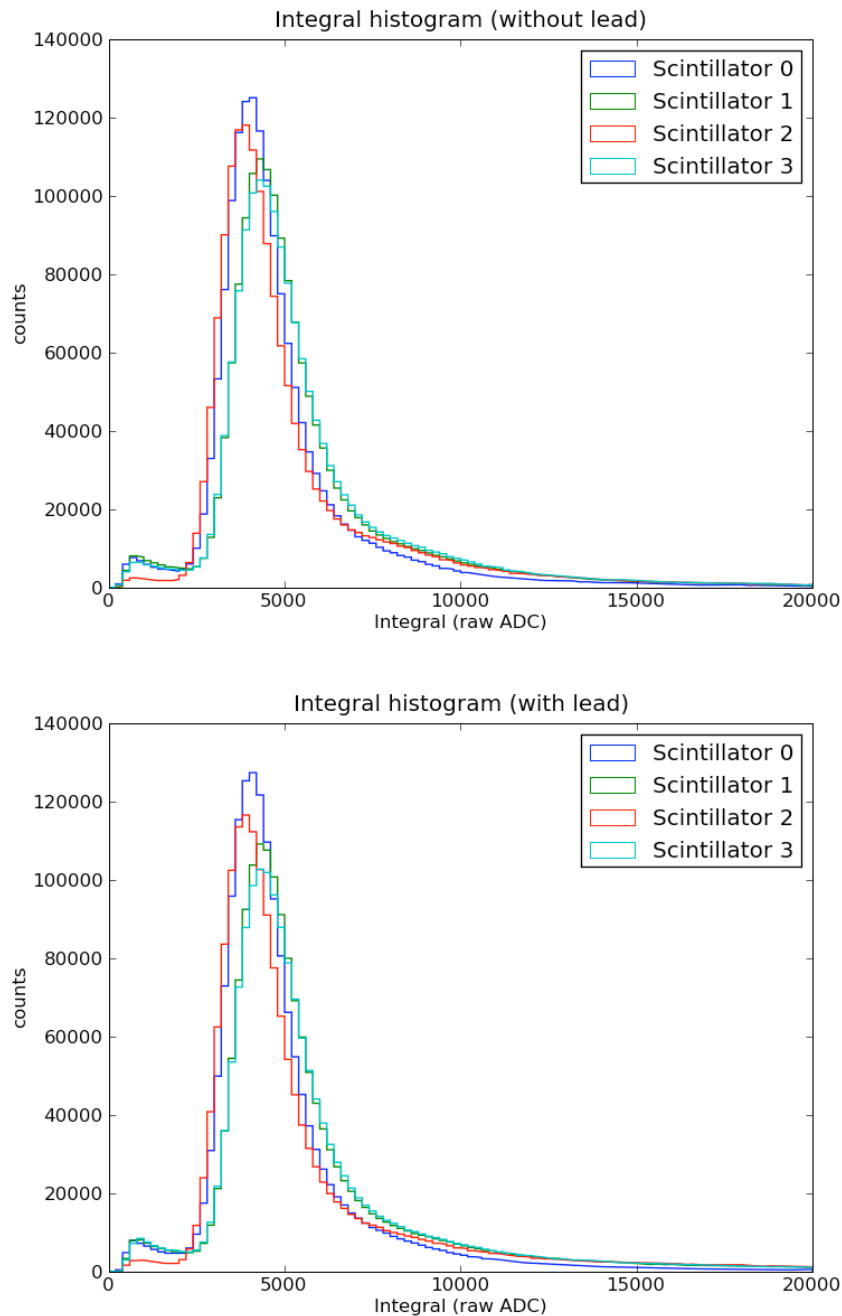 Integral histogram (without lead)
140000
120000
100000
80000
60000
40000
20000
0
counts
Scintillator 0
Scintillator 1
Scintillator 2
Scintillator 3
0 5000 10000 15000 20000
Integral (raw ADC)
Integral histogram (with lead)
140000
120000
100000
80000
60000
40000
20000
0
counts
Scintillator 0
Scintillator 1
Scintillator 2
Scintillator 3
0 5000 10000 15000 20000
Integral (raw ADC)